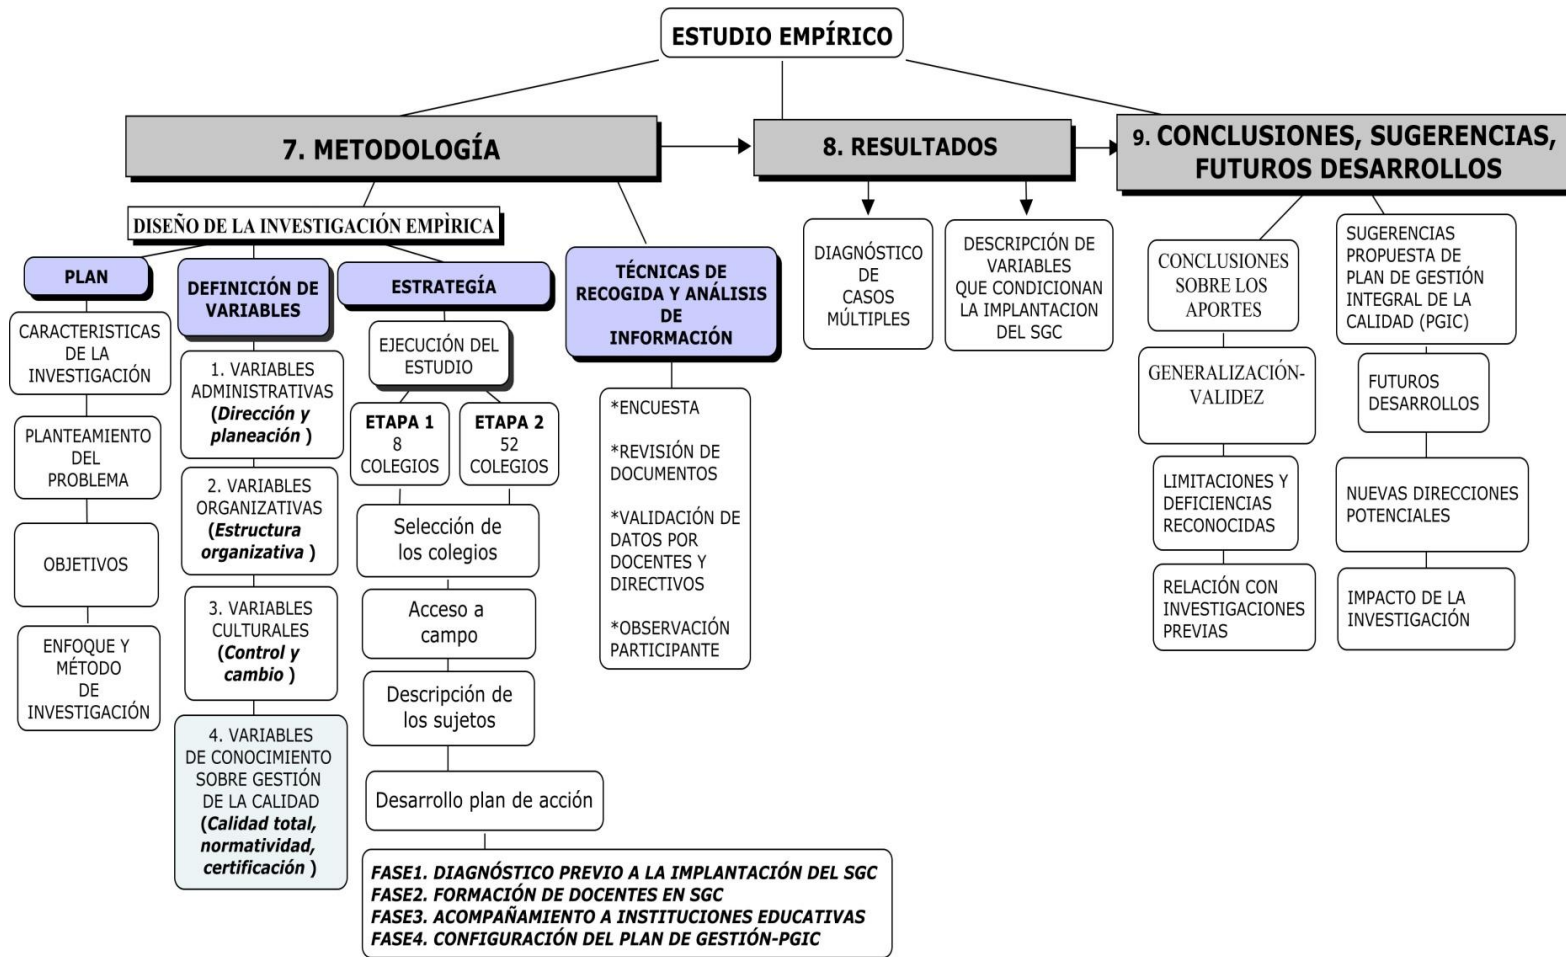 ESTUDIO EMPÍRICO
7. METODOLOGÍA
8. RESULTADOS
9. CONCLUSIONES, SUGERENCIAS,
FUTUROS DESARROLLOS
DISEÑO DE LA INVESTIGACIÓN EMPÌRICA
PLAN
CARACTERISTICAS
DE LA
INVESTIGACIÓN
PLANTEAMIENTO
DEL
PROBLEMA
OBJETIVOS
ENFOQUE Y
MÉTODO
DE
INVESTIGACIÓN
DEFINICIÓN DE
VARIABLES
1. VARIABLES
ADMINISTRATIVAS
(Dirección y
planeación )
2. VARIABLES
ORGANIZATIVAS
(Estructura
organizativa )
3. VARIABLES
CULTURALES
(Control y
cambio )
4. VARIABLES
DE CONOCIMIENTO
SOBRE GESTIÓN
DE LA CALIDAD
(Calidad total,
normatividad,
certificación )
ESTRATEGÍA
EJECUCIÓN DEL
ESTUDIO
ETAPA 1
8
COLEGIOS
ETAPA 2
52
COLEGIOS
Selección de
los colegios
Acceso a
campo
Descripción de
los sujetos
Desarrollo plan de acción
FASE1. DIAGNÓSTICO PREVIO A LA IMPLANTACIÓN DEL SGC
FASE2. FORMACIÓN DE DOCENTES EN SGC
FASE3. ACOMPAÑAMIENTO A INSTITUCIONES EDUCATIVAS
FASE4. CONFIGURACIÓN DEL PLAN DE GESTIÓN-PGIC
TÉCNICAS DE
RECOGIDA Y ANÁLISIS
DE
INFORMACIÓN
*ENCUESTA
*REVISIÓN DE
DOCUMENTOS
*VALIDACIÓN DE
DATOS POR
DOCENTES Y
DIRECTIVOS
*OBSERVACIÓN
PARTICIPANTE
DIAGNÓSTICO
DE
CASOS
MÚLTIPLES
DESCRIPCIÓN DE
VARIABLES
QUE CONDICIONAN
LA IMPLANTACION
DEL SGC
CONCLUSIONES
SOBRE LOS
APORTES
GENERALIZACIÓN-
VALIDEZ
LIMITACIONES Y
DEFICIENCIAS
RECONOCIDAS
RELACIÓN CON
INVESTIGACIONES
PREVIAS
SUGERENCIAS
PROPUESTA DE
PLAN DE GESTIÓN
INTEGRAL DE LA
CALIDAD (PGIC)
FUTUROS
DESARROLLOS
NUEVAS DIRECCIONES
POTENCIALES
IMPACTO DE LA
INVESTIGACIÓN